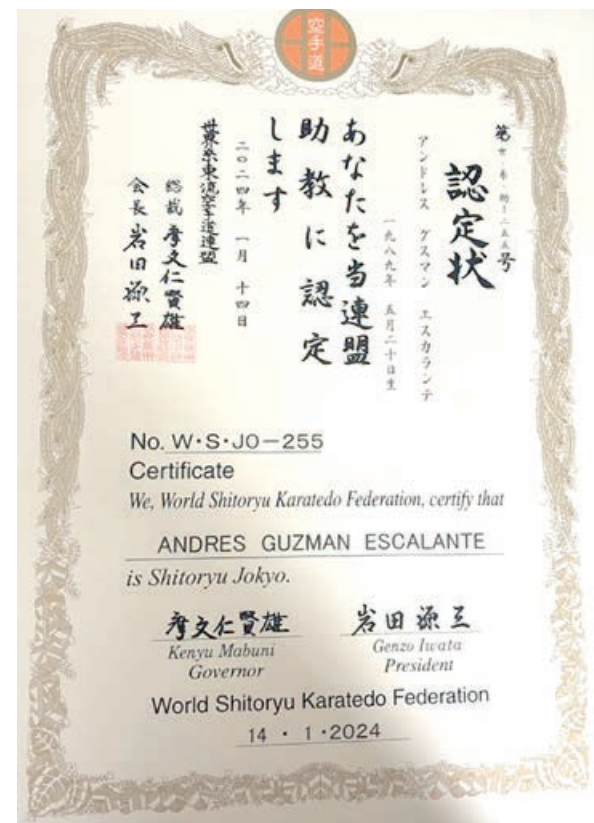 空手道
第 世・糸・助一二五五号
認定状
アンドレス グスマン エスカランテ
一九八九年 五月二十日生
あなたを当連盟
助教に認定
します
二〇二四年 一月 十四日
世界糸東流空手道連盟
総裁 摩文仁賢雄
会長 岩田源三
No. W・S・JO－255
Certificate
We, World Shitoryu Karatedo Federation, certify that
ANDRES GUZMAN ESCALANTE
is Shitoryu Jokyo.
摩文仁賢雄 岩田源三
Kenyu Mabuni Genzo Iwata
Governor President
World Shitoryu Karatedo Federation
14 ・ 1 ・2024